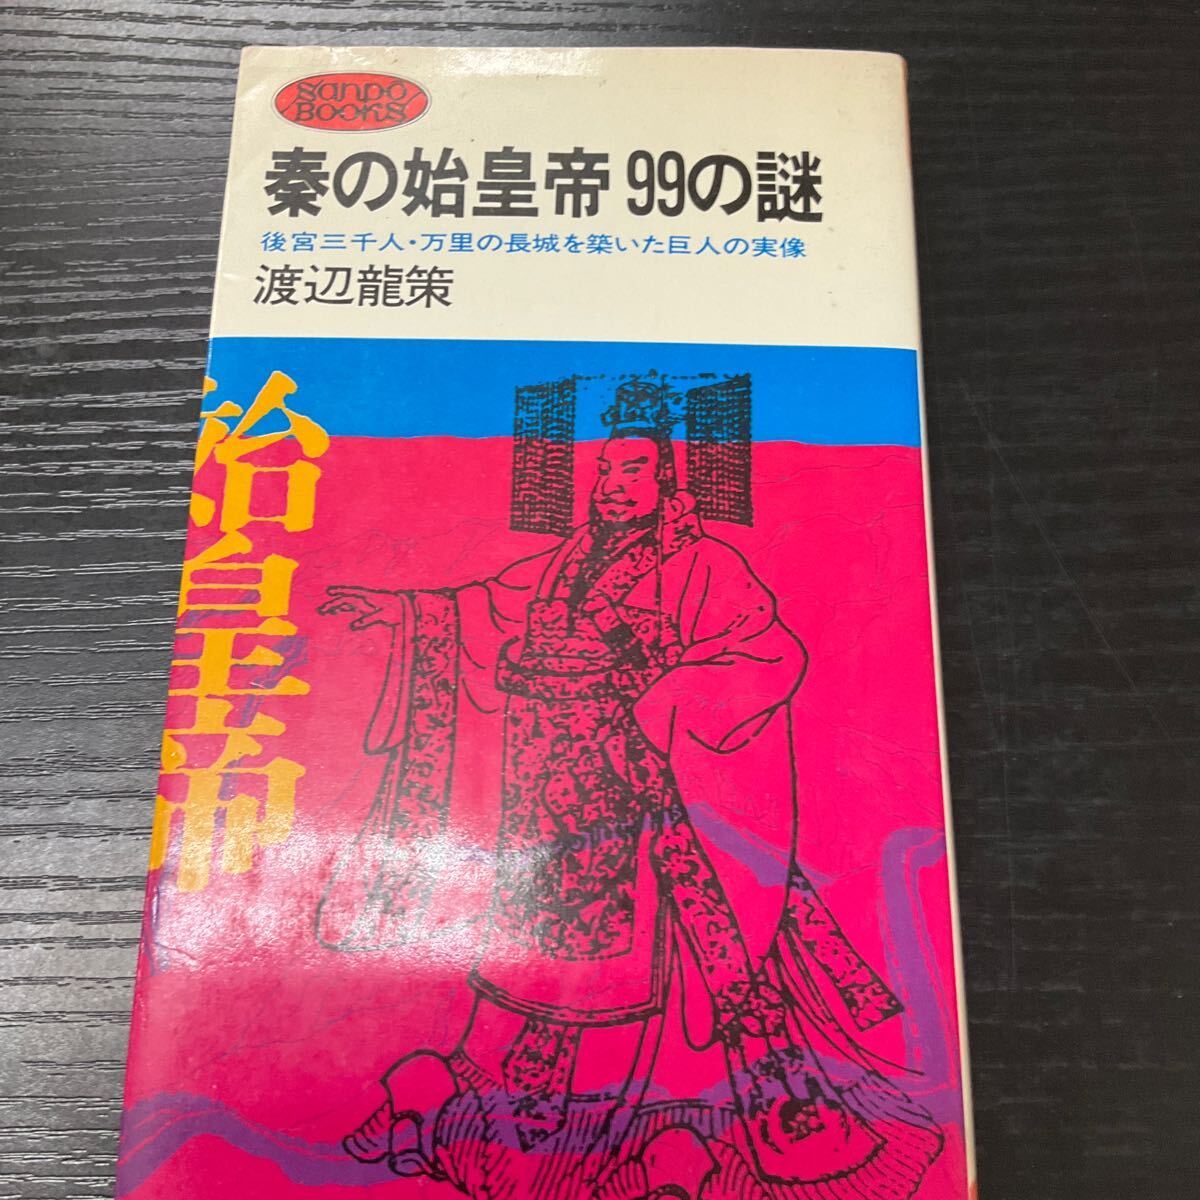 Sanpo
Books
秦の始皇帝 99の謎
後宮三千人・万里の長城を築いた巨人の実像
渡辺龍策
始皇帝